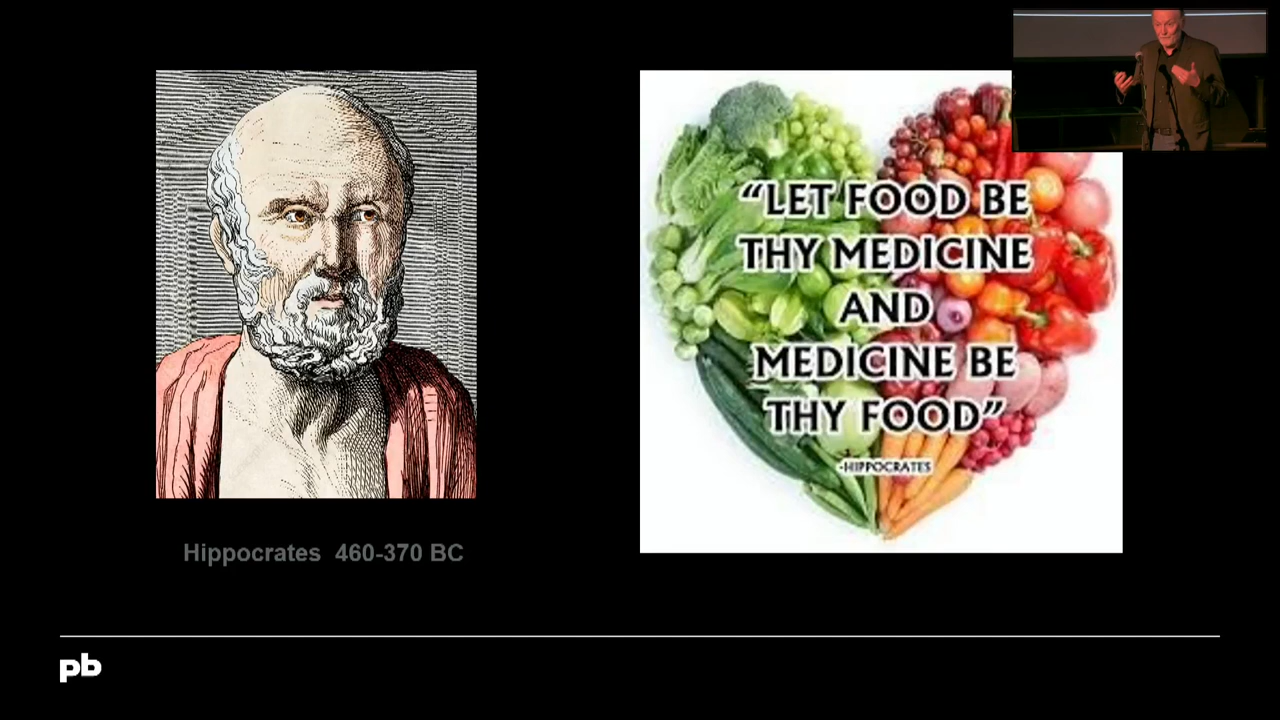 “LET FOOD BE
THY MEDICINE
AND
MEDICINE BE
THY FOOD”
-HIPPOCRATES
Hippocrates 460-370 BC
pb